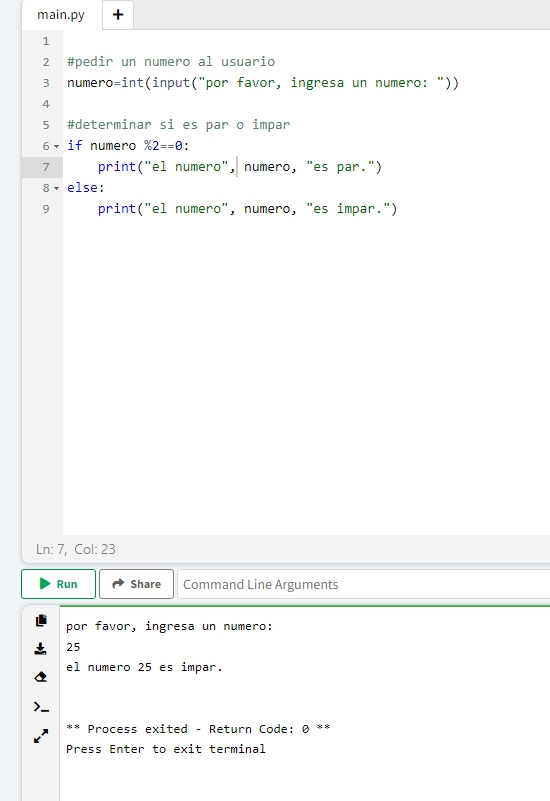 main.py +
1
2 #pedir un numero al usuario
3 numero=int(input("por favor, ingresa un numero: "))
4
5 #determinar si es par o impar
6 if numero %2==0:
7     print("el numero", numero, "es par.")
8 else:
9     print("el numero", numero, "es impar.")
Ln: 7, Col: 23
Run Share Command Line Arguments
por favor, ingresa un numero:
25
el numero 25 es impar.
** Process exited - Return Code: 0 **
Press Enter to exit terminal